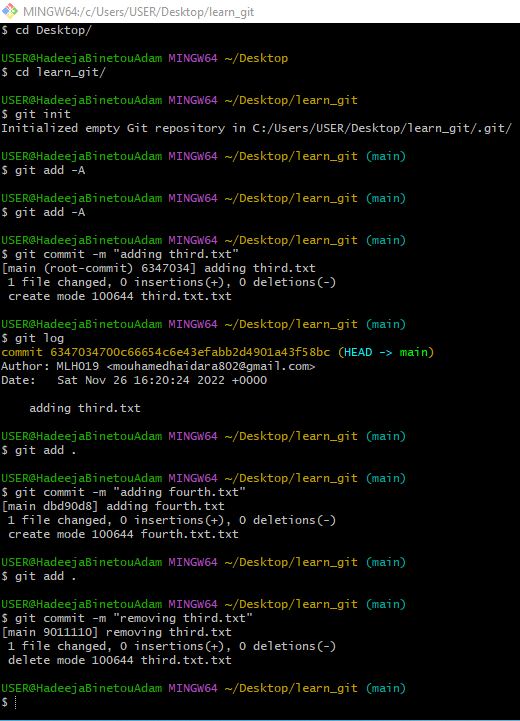 MINGW64:/c/Users/USER/Desktop/learn_git
$ cd Desktop/
USER@HadeejaBinetouAdam MINGW64 ~/Desktop
$ cd learn_git/
USER@HadeejaBinetouAdam MINGW64 ~/Desktop/learn_git
$ git init
Initialized empty Git repository in C:/Users/USER/Desktop/learn_git/.git/
USER@HadeejaBinetouAdam MINGW64 ~/Desktop/learn_git (main)
$ git add -A
USER@HadeejaBinetouAdam MINGW64 ~/Desktop/learn_git (main)
$ git add -A
USER@HadeejaBinetouAdam MINGW64 ~/Desktop/learn_git (main)
$ git commit -m "adding third.txt"
[main (root-commit) 6347034] adding third.txt
1 file changed, 0 insertions(+), 0 deletions(-)
create mode 100644 third.txt.txt
USER@HadeejaBinetouAdam MINGW64 ~/Desktop/learn_git (main)
$ git log
commit 6347034700c66654c6e43efabb2d4901a43f58bc (HEAD -> main)
Author: MLH019 <mouhamedhaidara802@gmail.com>
Date:   Sat Nov 26 16:20:24 2022 +0000
adding third.txt
USER@HadeejaBinetouAdam MINGW64 ~/Desktop/learn_git (main)
$ git add .
USER@HadeejaBinetouAdam MINGW64 ~/Desktop/learn_git (main)
$ git commit -m "adding fourth.txt"
[main dbd90d8] adding fourth.txt
1 file changed, 0 insertions(+), 0 deletions(-)
create mode 100644 fourth.txt.txt
USER@HadeejaBinetouAdam MINGW64 ~/Desktop/learn_git (main)
$ git add .
USER@HadeejaBinetouAdam MINGW64 ~/Desktop/learn_git (main)
$ git commit -m "removing third.txt"
[main 9011110] removing third.txt
1 file changed, 0 insertions(+), 0 deletions(-)
delete mode 100644 third.txt.txt
USER@HadeejaBinetouAdam MINGW64 ~/Desktop/learn_git (main)
$